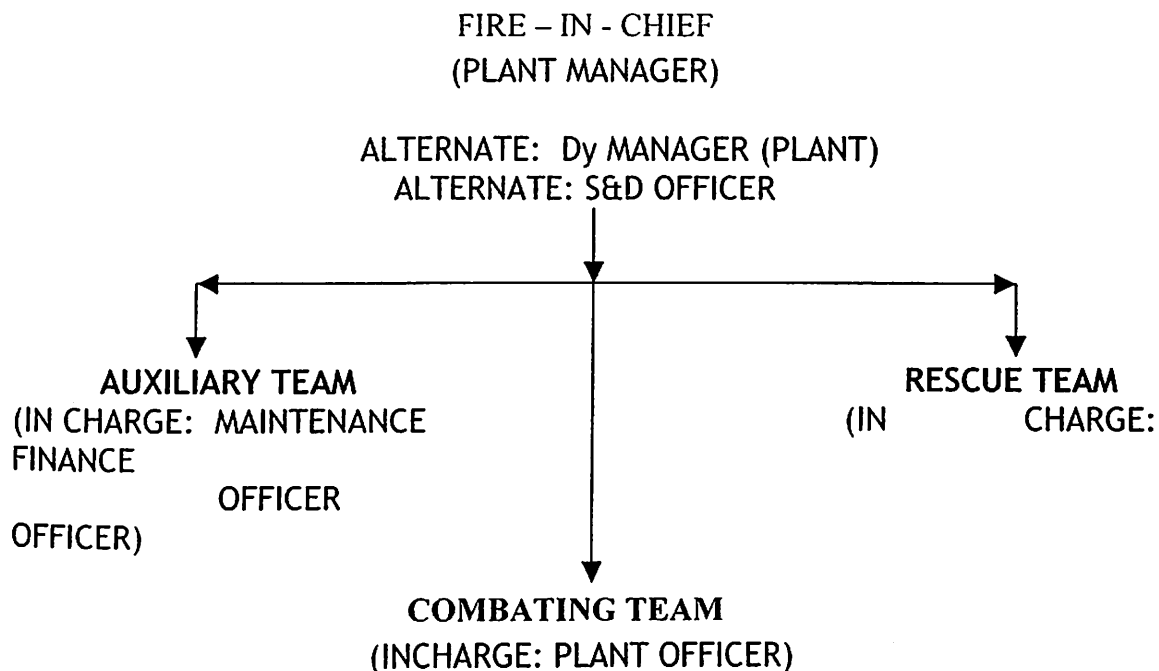 FIRE – IN - CHIEF
(PLANT MANAGER)
ALTERNATE: Dy MANAGER (PLANT)
ALTERNATE: S&D OFFICER
AUXILIARY TEAM
(IN CHARGE: MAINTENANCE
FINANCE
OFFICER
OFFICER)
RESCUE TEAM
(IN CHARGE:
COMBATING TEAM
(INCHARGE: PLANT OFFICER)